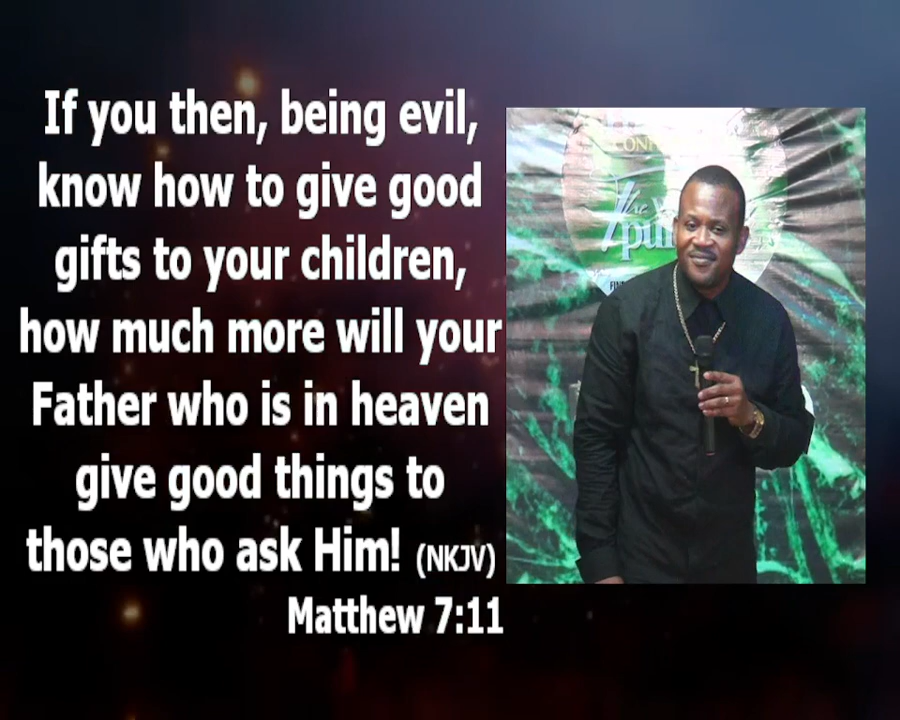 If you then, being evil,
know how to give good
gifts to your children,
how much more will your
Father who is in heaven
give good things to
those who ask Him! (NKJV)
Matthew 7:11
The